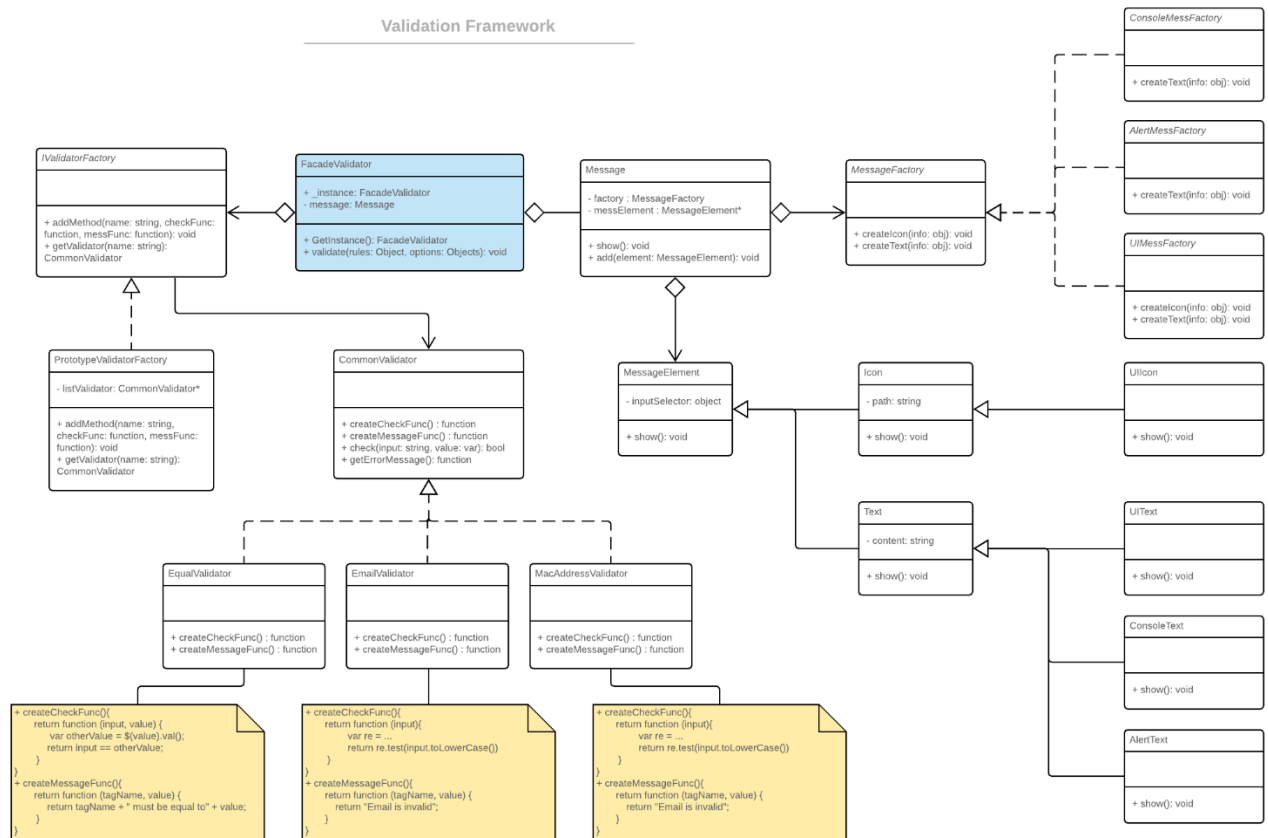 Validation Framework
ConsoleMessFactory
+ createText(info: obj): void
AlertMessFactory
+ createText(info: obj): void
UIMessFactory
+ createIcon(info: obj): void
+ createText(info: obj): void
IValidatorFactory
+ addMethod(name: string, checkFunc:
function, messFunc: function): void
+ getValidator(name: string):
CommonValidator
FacadeValidator
+ _instance: FacadeValidator
- message: Message
+ GetInstance(): FacadeValidator
+ validate(rules: Object, options: Objects): void
Message
- factory : MessageFactory
- messElement : MessageElement*
+ show(): void
+ add(element: MessageElement): void
MessageFactory
+ createIcon(info: obj): void
+ createText(info: obj): void
PrototypeValidatorFactory
- listValidator: CommonValidator*
+ addMethod(name: string,
checkFunc: function, messFunc:
function): void
+ getValidator(name: string):
CommonValidator
CommonValidator
+ createCheckFunc() : function
+ createMessageFunc() : function
+ check(input: string, value: var): bool
+ getErrorMessage(): function
MessageElement
- inputSelector: object
+ show(): void
Icon
- path: string
+ show(): void
UIIcon
+ show(): void
Text
- content: string
+ show(): void
UIText
+ show(): void
ConsoleText
+ show(): void
AlertText
+ show(): void
EqualValidator
+ createCheckFunc() : function
+ createMessageFunc() : function
EmailValidator
+ createCheckFunc() : function
+ createMessageFunc() : function
MacAddressValidator
+ createCheckFunc() : function
+ createMessageFunc() : function
+ createCheckFunc(){
return function (input, value) {
var otherValue = $(value).val();
return input == otherValue;
}
}
+ createMessageFunc(){
return function (tagName, value) {
return tagName + " must be equal to" + value;
}
}
+ createCheckFunc(){
return function (input){
var re = ...
return re.test(input.toLowerCase())
}
}
+ createMessageFunc(){
return function (tagName, value) {
return "Email is invalid";
}
}
+ createCheckFunc(){
return function (input){
var re = ...
return re.test(input.toLowerCase())
}
}
+ createMessageFunc(){
return function (tagName, value) {
return "Email is invalid";
}
}